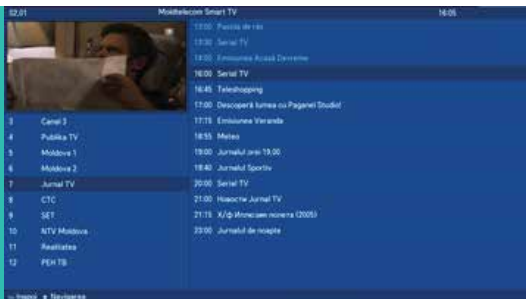 02.01 Moldtelecom Smart TV 16:05
13:00 Pastila de râs
13:30 Serial TV
14:00 Emisiunea Acasă Devreme
16:00 Serial TV
16:45 Teleshopping
17:00 Descoperă lumea cu Paganel Studio!
17:15 Emisiunea Veranda
18:55 Meteo
19:00 Jurnalul orei 19.00
19:40 Jurnalul Sportiv
20:00 Serial TV
21:00 Новости Jurnal TV
21:15 Х/ф Иллюзия полета (2005)
23:00 Jurnalul de noapte
3 Canal 3
4 Publika TV
5 Moldova 1
6 Moldova 2
7 Jurnal TV
8 СТС
9 SET
10 NTV Moldova
11 Realitatea
12 РЕН ТВ
Înapoi Navigarea